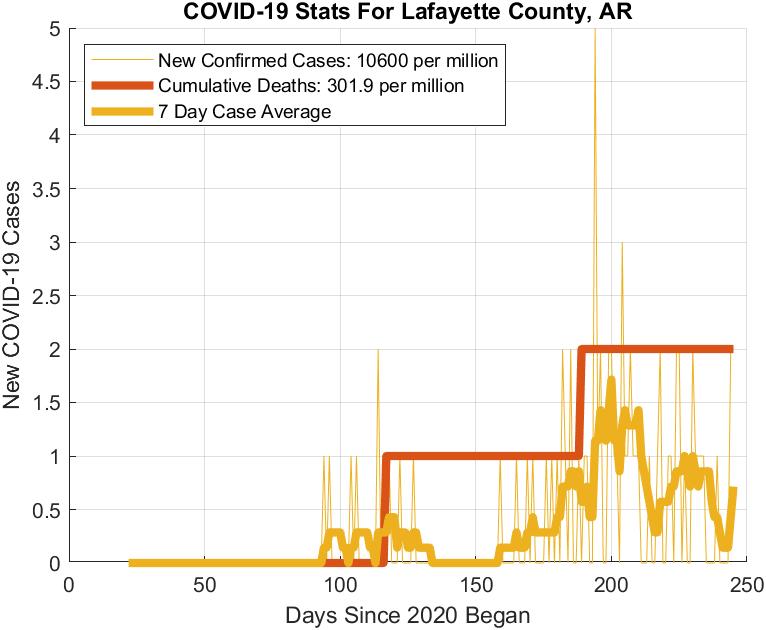 COVID-19 Stats For Lafayette County, AR
New Confirmed Cases: 10600 per million
Cumulative Deaths: 301.9 per million
7 Day Case Average
New COVID-19 Cases
5
4.5
4
3.5
3
2.5
2
1.5
1
0.5
0
0 50 100 150 200 250
Days Since 2020 Began